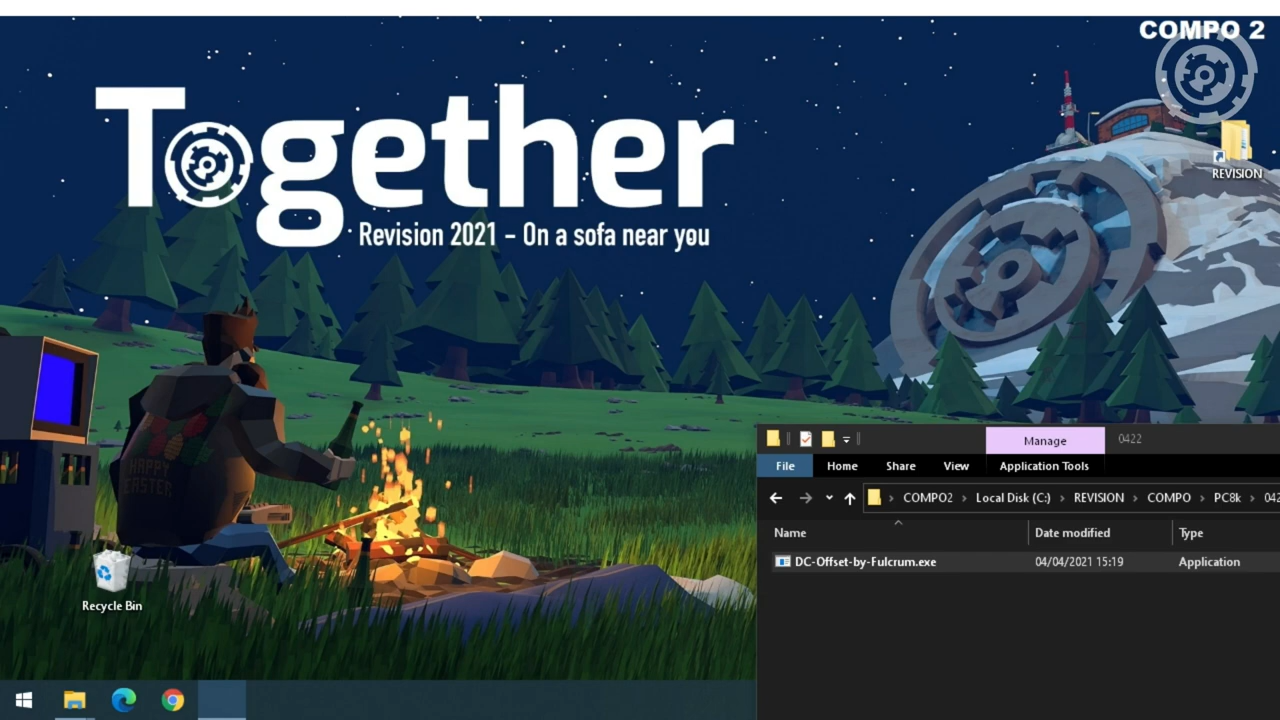 COMPO 2
Together
Revision 2021 – On a sofa near you
REVISION
HAPPY
EASTER
Recycle Bin
Manage
0422
File
Home
Share
View
Application Tools
COMPO2 › Local Disk (C:) › REVISION › COMPO › PC8k ›
Name
Date modified
Type
DC-Offset-by-Fulcrum.exe
04/04/2021 15:19
Application